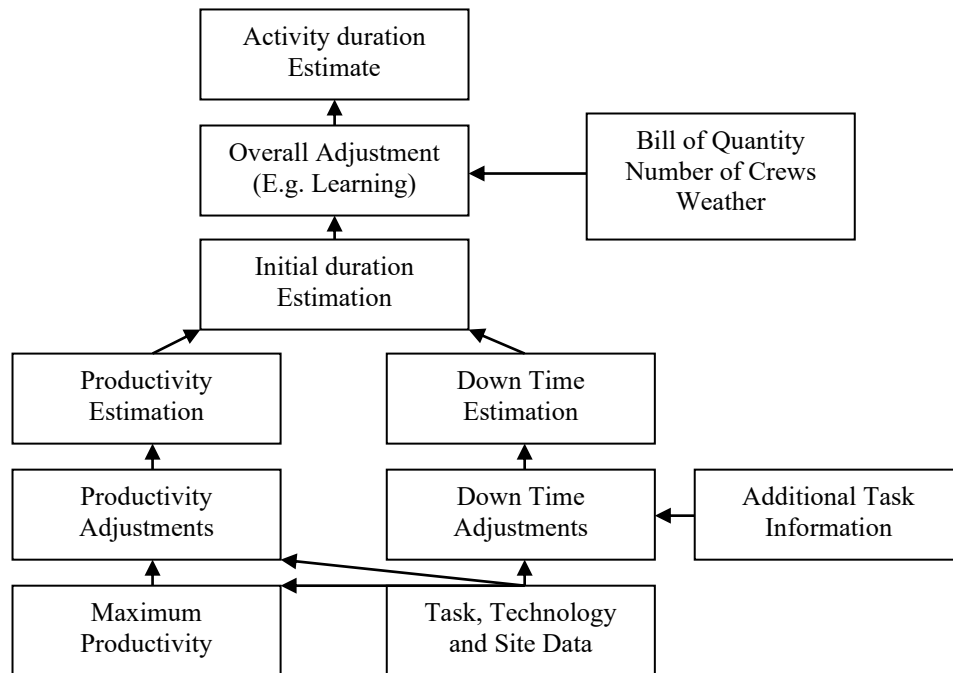 Activity duration
Estimate
Overall Adjustment
(E.g. Learning)
Bill of Quantity
Number of Crews
Weather
Initial duration
Estimation
Productivity
Estimation
Down Time
Estimation
Productivity
Adjustments
Down Time
Adjustments
Additional Task
Information
Maximum
Productivity
Task, Technology
and Site Data